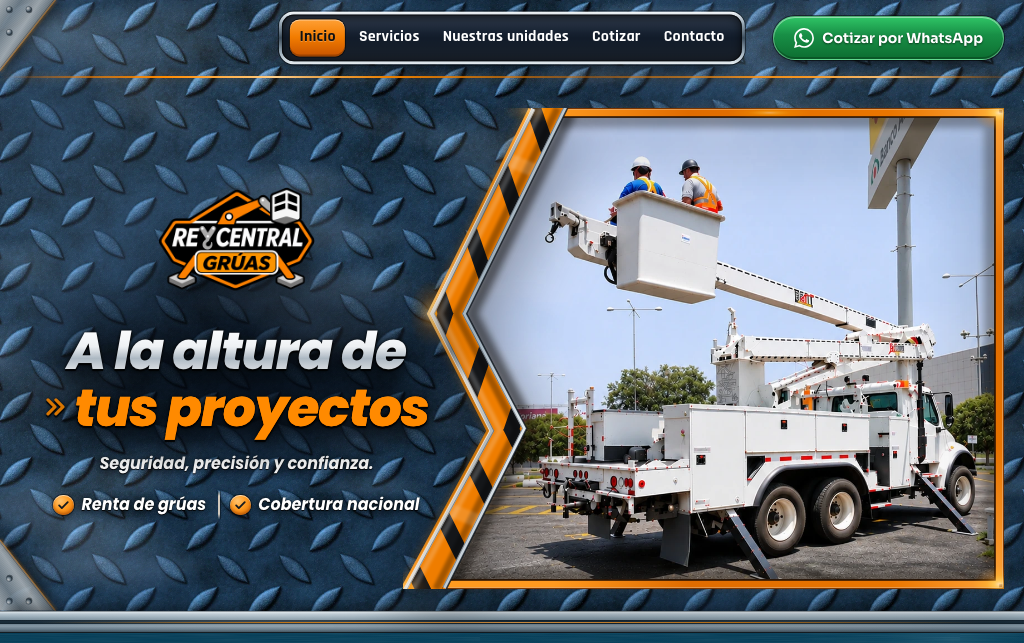 Inicio
Servicios
Nuestras unidades
Cotizar
Contacto
Cotizar por WhatsApp
REYCENTRAL
GRÚAS
A la altura de
» tus proyectos
Seguridad, precisión y confianza.
Renta de grúas
Cobertura nacional